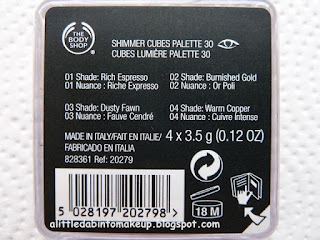 THE
BODY
SHOP
SHIMMER CUBES PALETTE 30
CUBES LUMIÈRE PALETTE 30
01 Shade: Rich Espresso
01 Nuance : Riche Expresso
02 Shade: Burnished Gold
02 Nuance : Or Poli
03 Shade: Dusty Fawn
03 Nuance : Fauve Cendré
04 Shade: Warm Copper
04 Nuance : Cuivre Intense
MADE IN ITALY/FAIT EN ITALIE/
FABRICADO EN ITALIA
4 x 3.5 g (0.12 OZ)
828361 Ref: 20279
18 M
5 028197 202798 >
alittledabintomakeup.blogspot.com